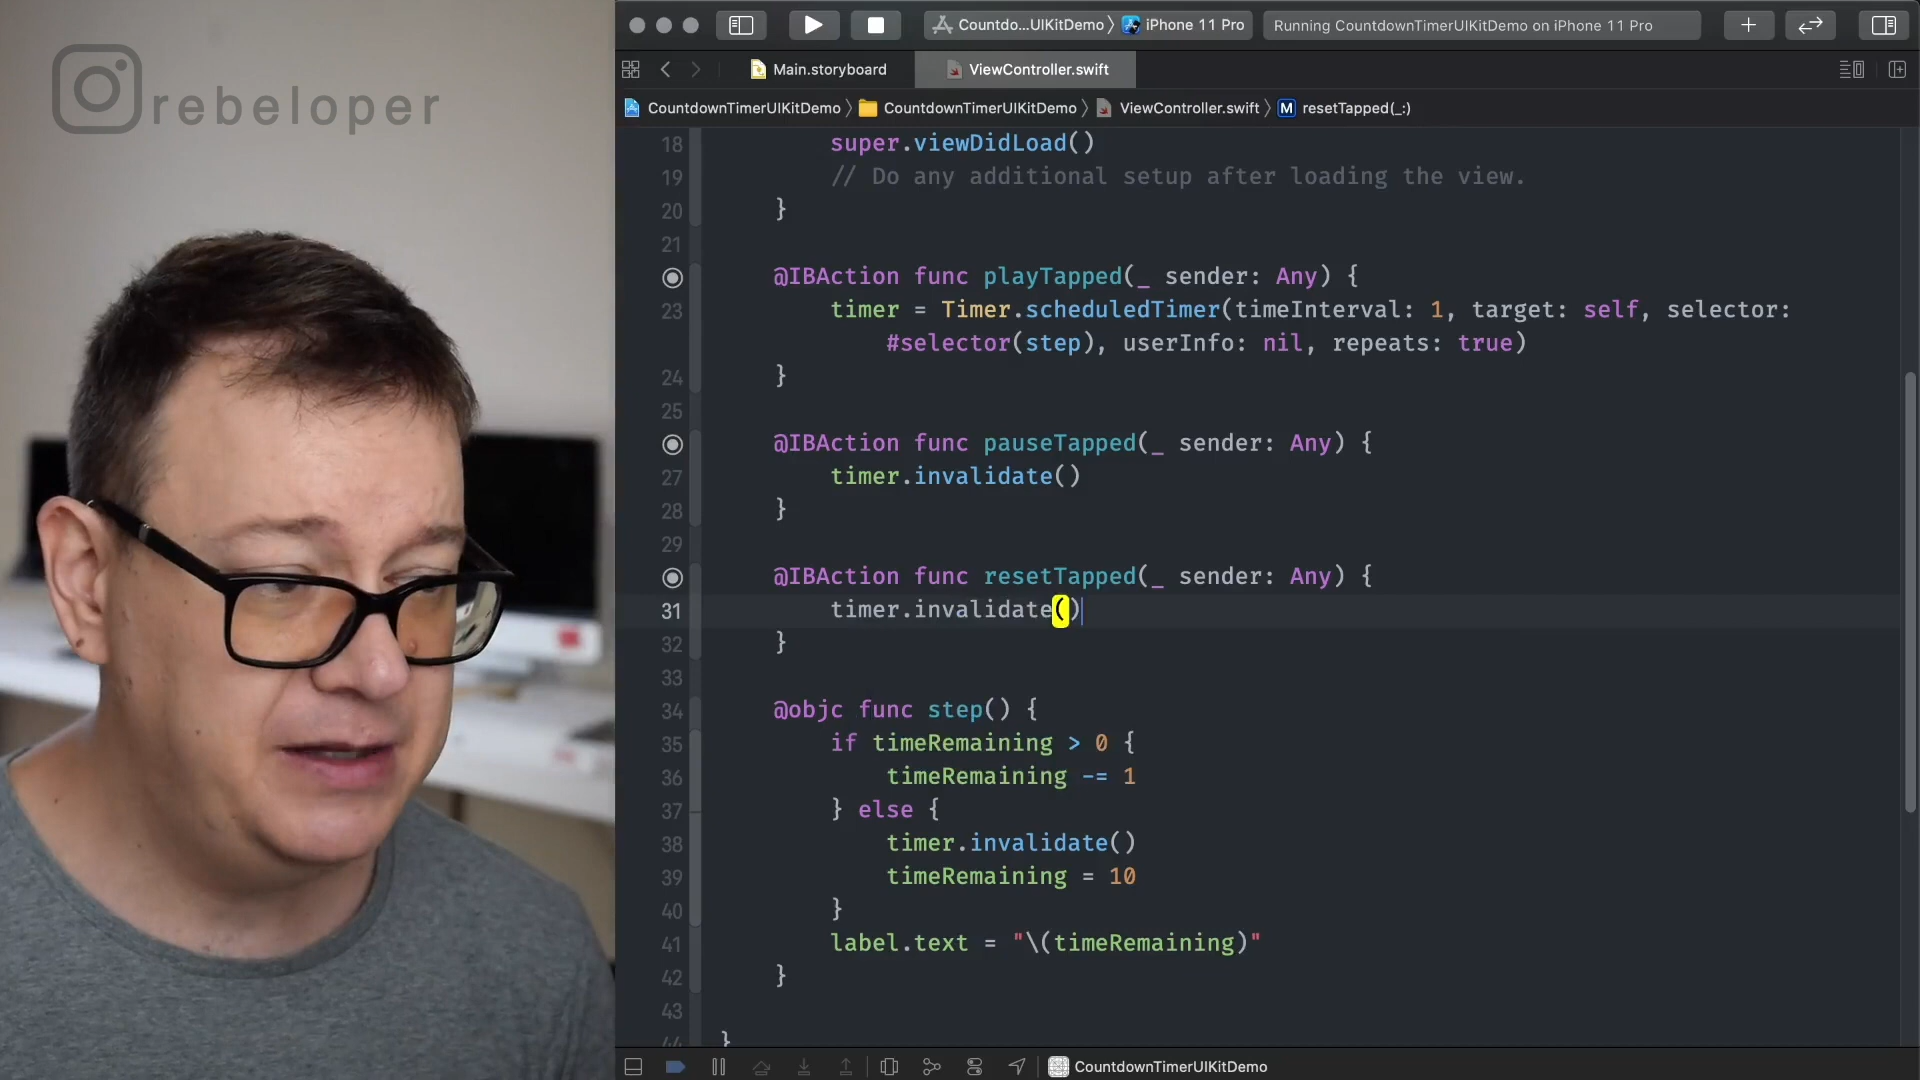 rebeloper
Countdo...UIKitDemo 〉 iPhone 11 Pro
Running CountdownTimerUIKitDemo on iPhone 11 Pro
Main.storyboard
ViewController.swift
CountdownTimerUIKitDemo 〉 CountdownTimerUIKitDemo 〉 ViewController.swift 〉 M resetTapped(_:)
18 super.viewDidLoad()
19 // Do any additional setup after loading the view.
20 }
21
@IBAction func playTapped(_ sender: Any) {
23 timer = Timer.scheduledTimer(timeInterval: 1, target: self, selector:
#selector(step), userInfo: nil, repeats: true)
24 }
25
@IBAction func pauseTapped(_ sender: Any) {
27 timer.invalidate()
28 }
29
@IBAction func resetTapped(_ sender: Any) {
31 timer.invalidate()
32 }
33
34 @objc func step() {
35 if timeRemaining > 0 {
36 timeRemaining -= 1
37 } else {
38 timer.invalidate()
39 timeRemaining = 10
40 }
41 label.text = "\(timeRemaining)"
42 }
43
44 }
CountdownTimerUIKitDemo